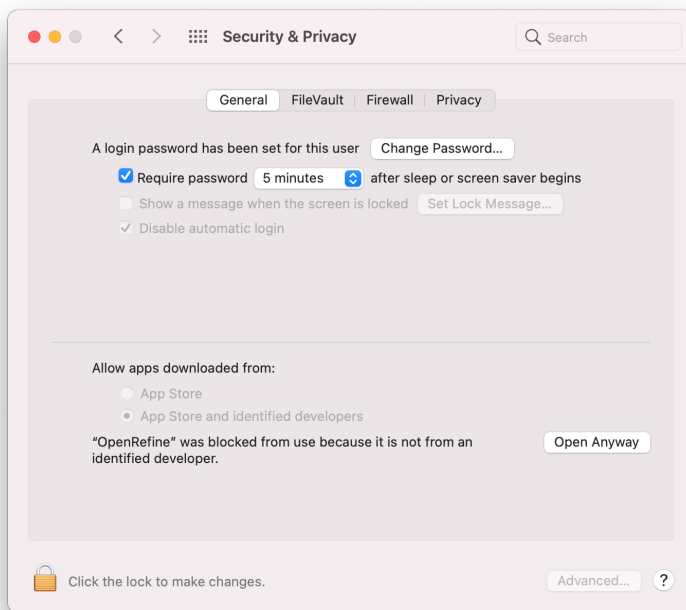 Security & Privacy
Search
General FileVault Firewall Privacy
A login password has been set for this user Change Password...
Require password 5 minutes after sleep or screen saver begins
Show a message when the screen is locked Set Lock Message...
Disable automatic login
Allow apps downloaded from:
App Store
App Store and identified developers
“OpenRefine” was blocked from use because it is not from an Open Anyway
identified developer.
Click the lock to make changes. Advanced... ?